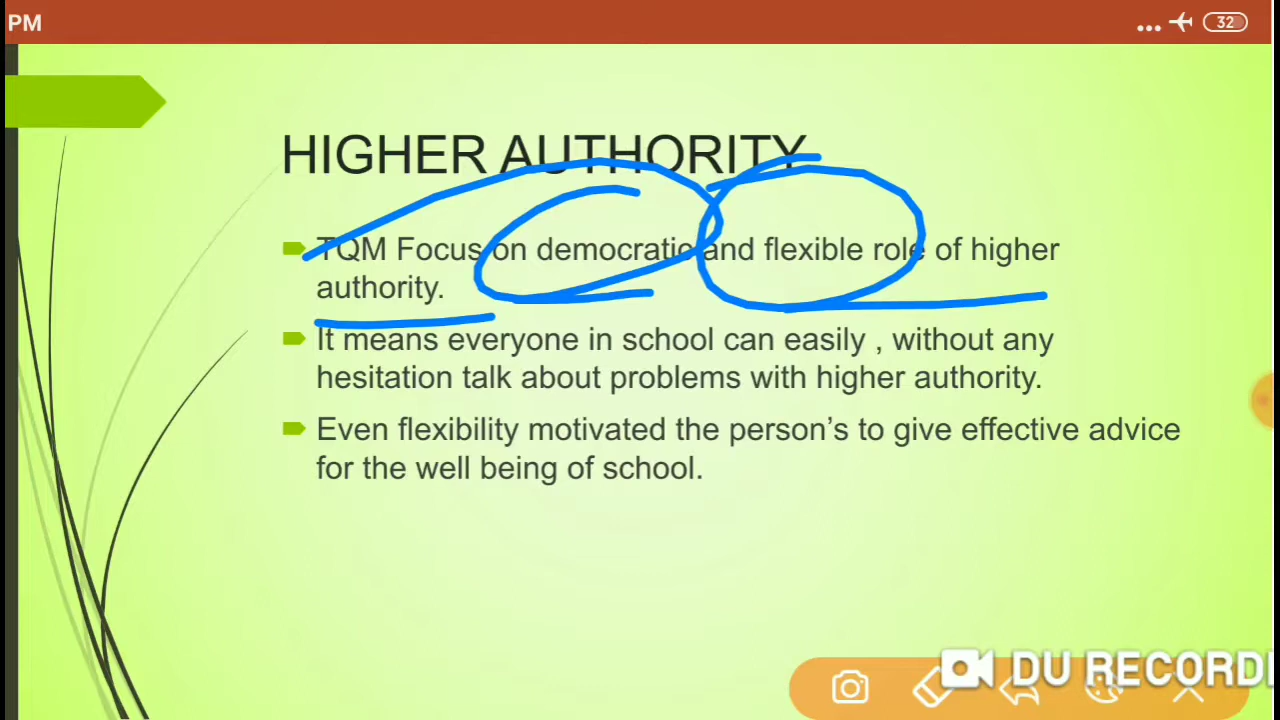 PM
32
HIGHER AUTHORITY
TQM Focus on democratic and flexible role of higher
authority.
It means everyone in school can easily , without any
hesitation talk about problems with higher authority.
Even flexibility motivated the person's to give effective advice
for the well being of school.
DU RECORD